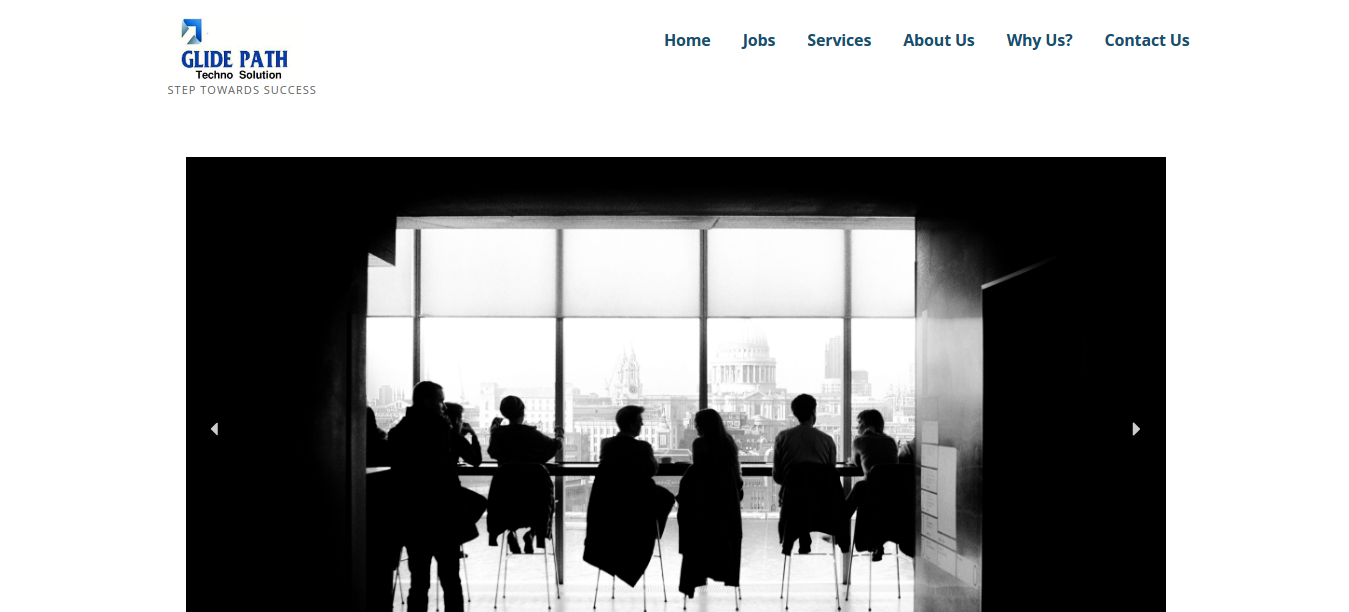 GLIDE PATH
Techno Solution
STEP TOWARDS SUCCESS
Home Jobs Services About Us Why Us? Contact Us